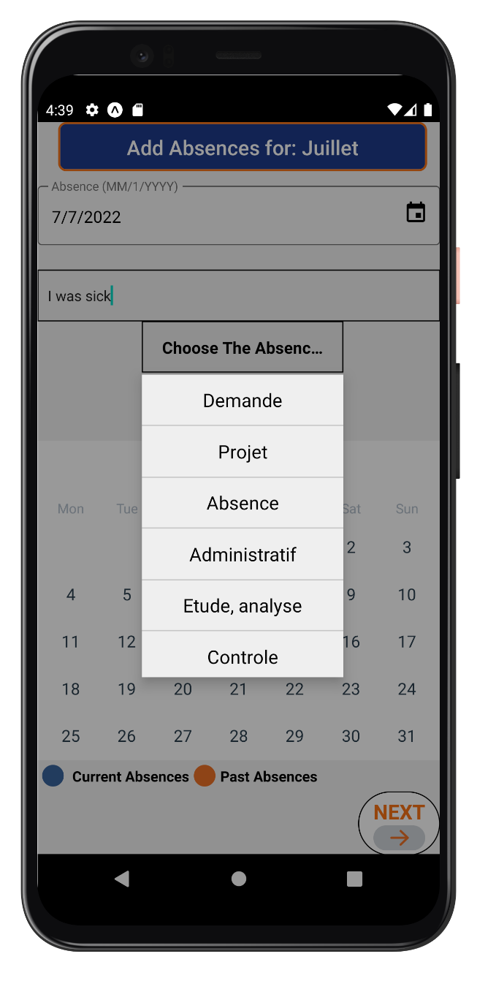 4:39
Add Absences for: Juillet
Absence (MM/1/YYYY)
7/7/2022
I was sick
Choose The Absenc...
Demande
Projet
Absence
Administratif
Etude, analyse
Controle
Mon Tue Sat Sun
2 3
4 5 9 10
11 12 16 17
18 19 20 21 22 23 24
25 26 27 28 29 30 31
Current Absences Past Absences
NEXT